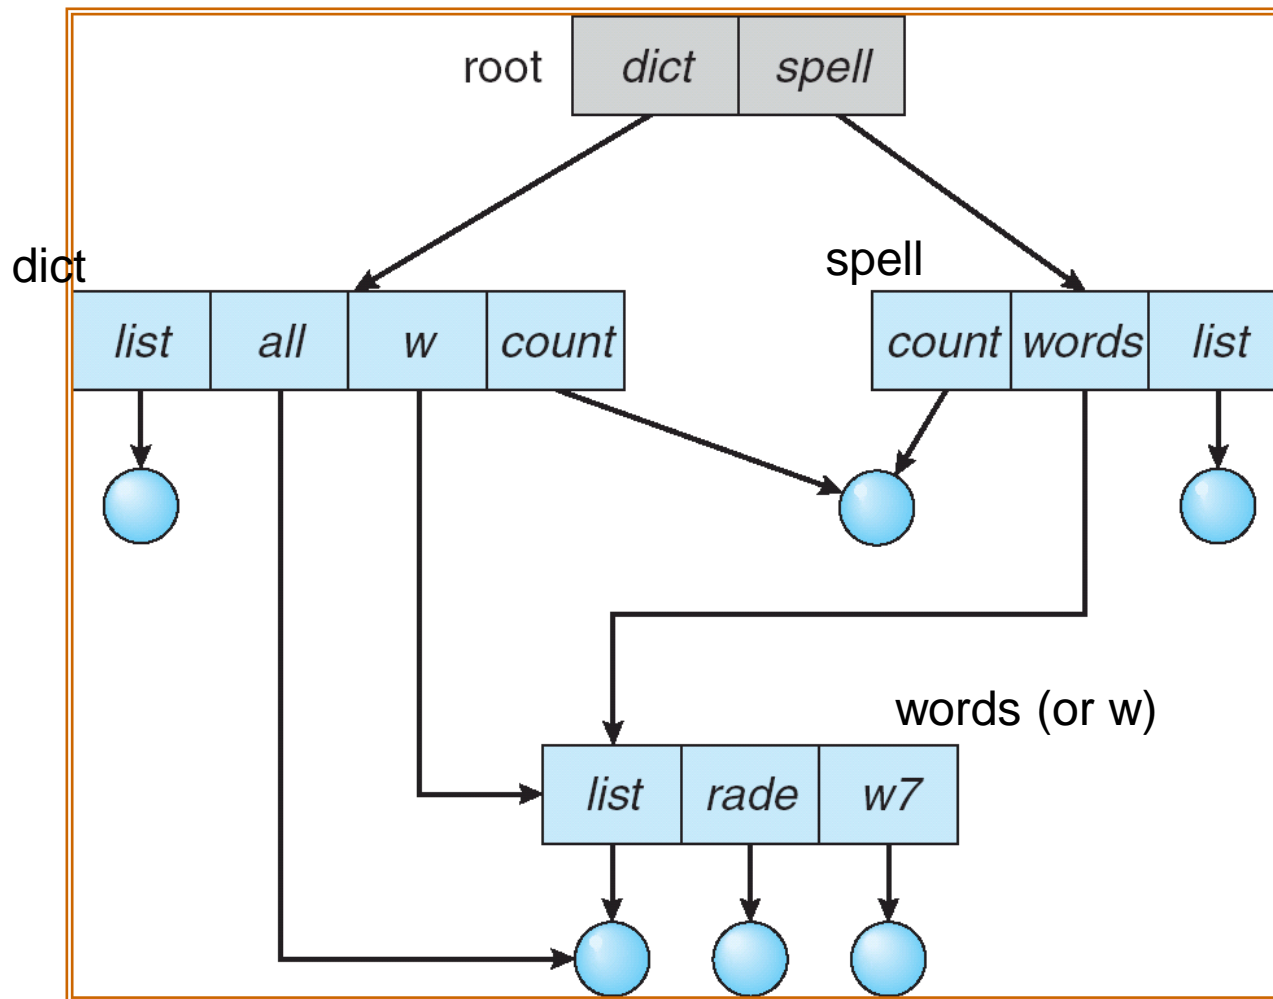 root dict spell
dict
spell
list all w count
count words list
words (or w)
list rade w7